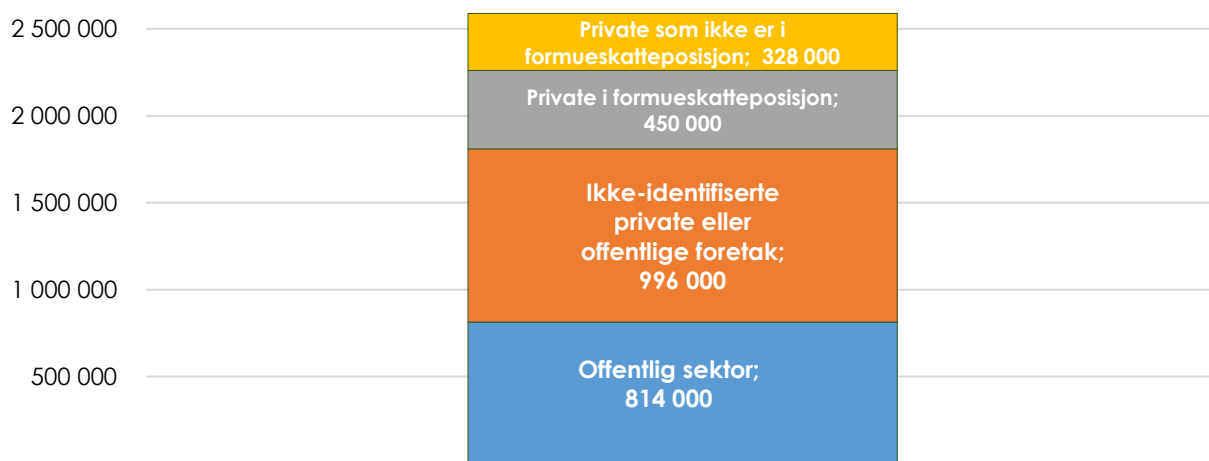 2 500 000
2 000 000
1 500 000
1 000 000
500 000
Private som ikke er i
formueskatteposisjon; 328 000
Private i formueskatteposisjon;
450 000
Ikke-identifiserte
private eller
offentlige foretak;
996 000
Offentlig sektor;
814 000